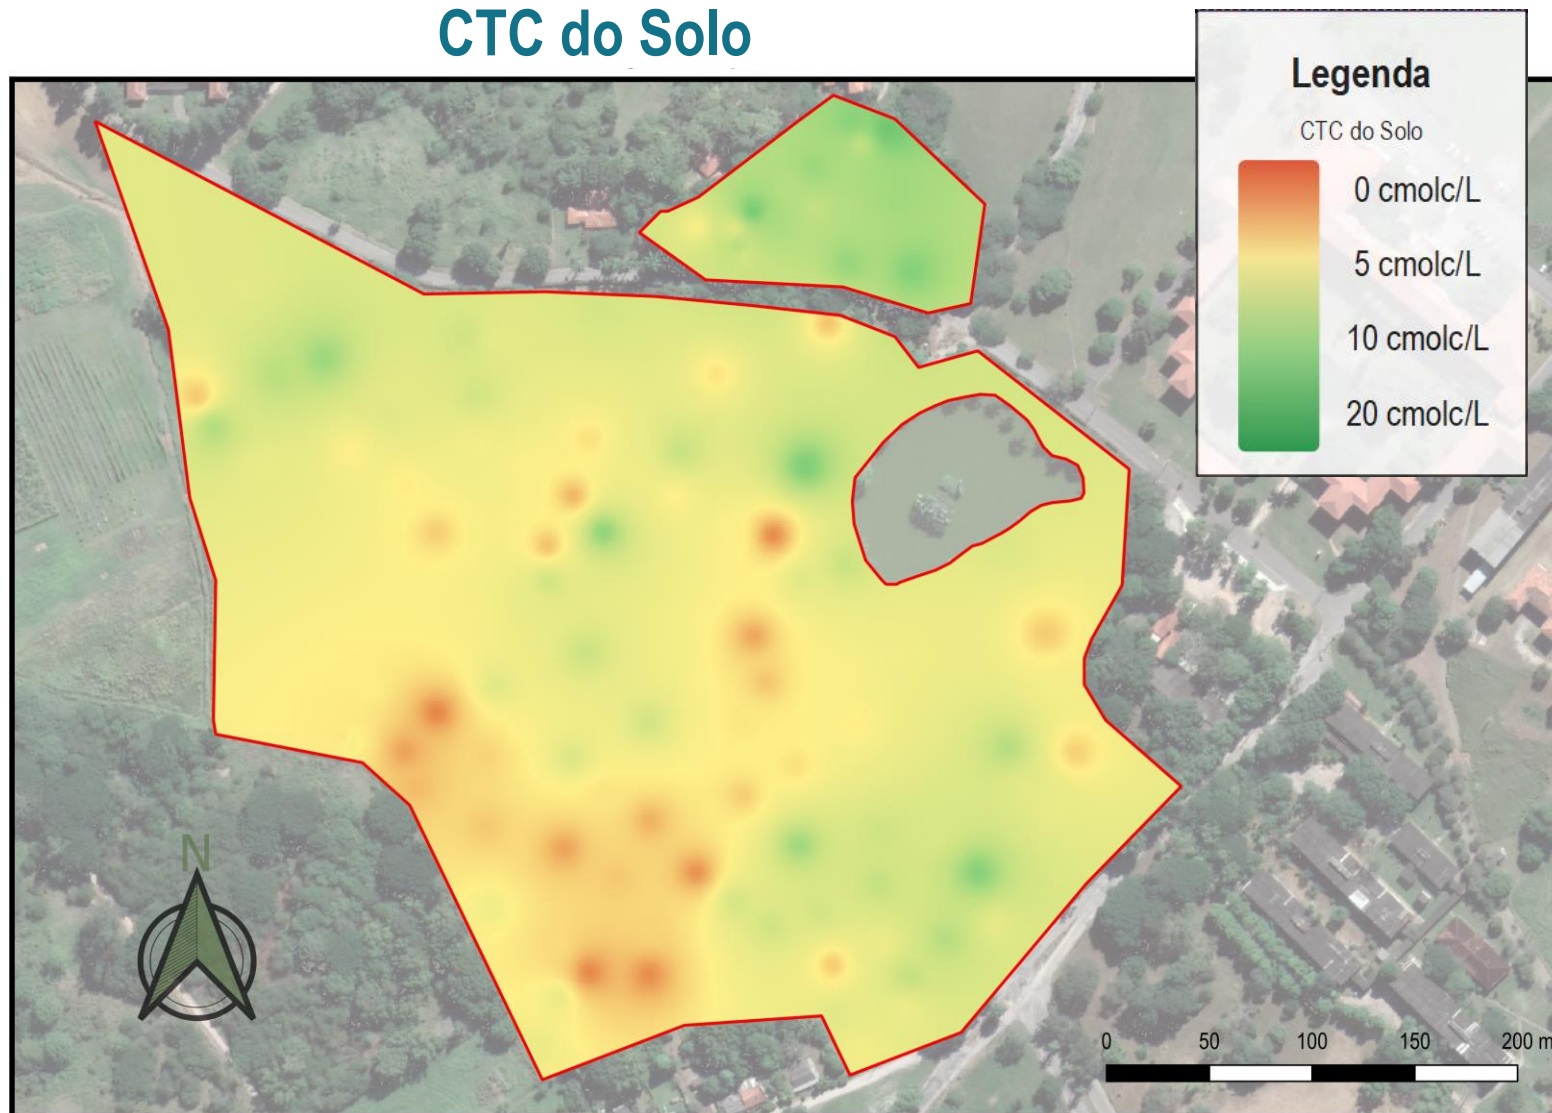 CTC do Solo
Legenda
CTC do Solo
0 cmolc/L
5 cmolc/L
10 cmolc/L
20 cmolc/L
N
0 50 100 150 200 m